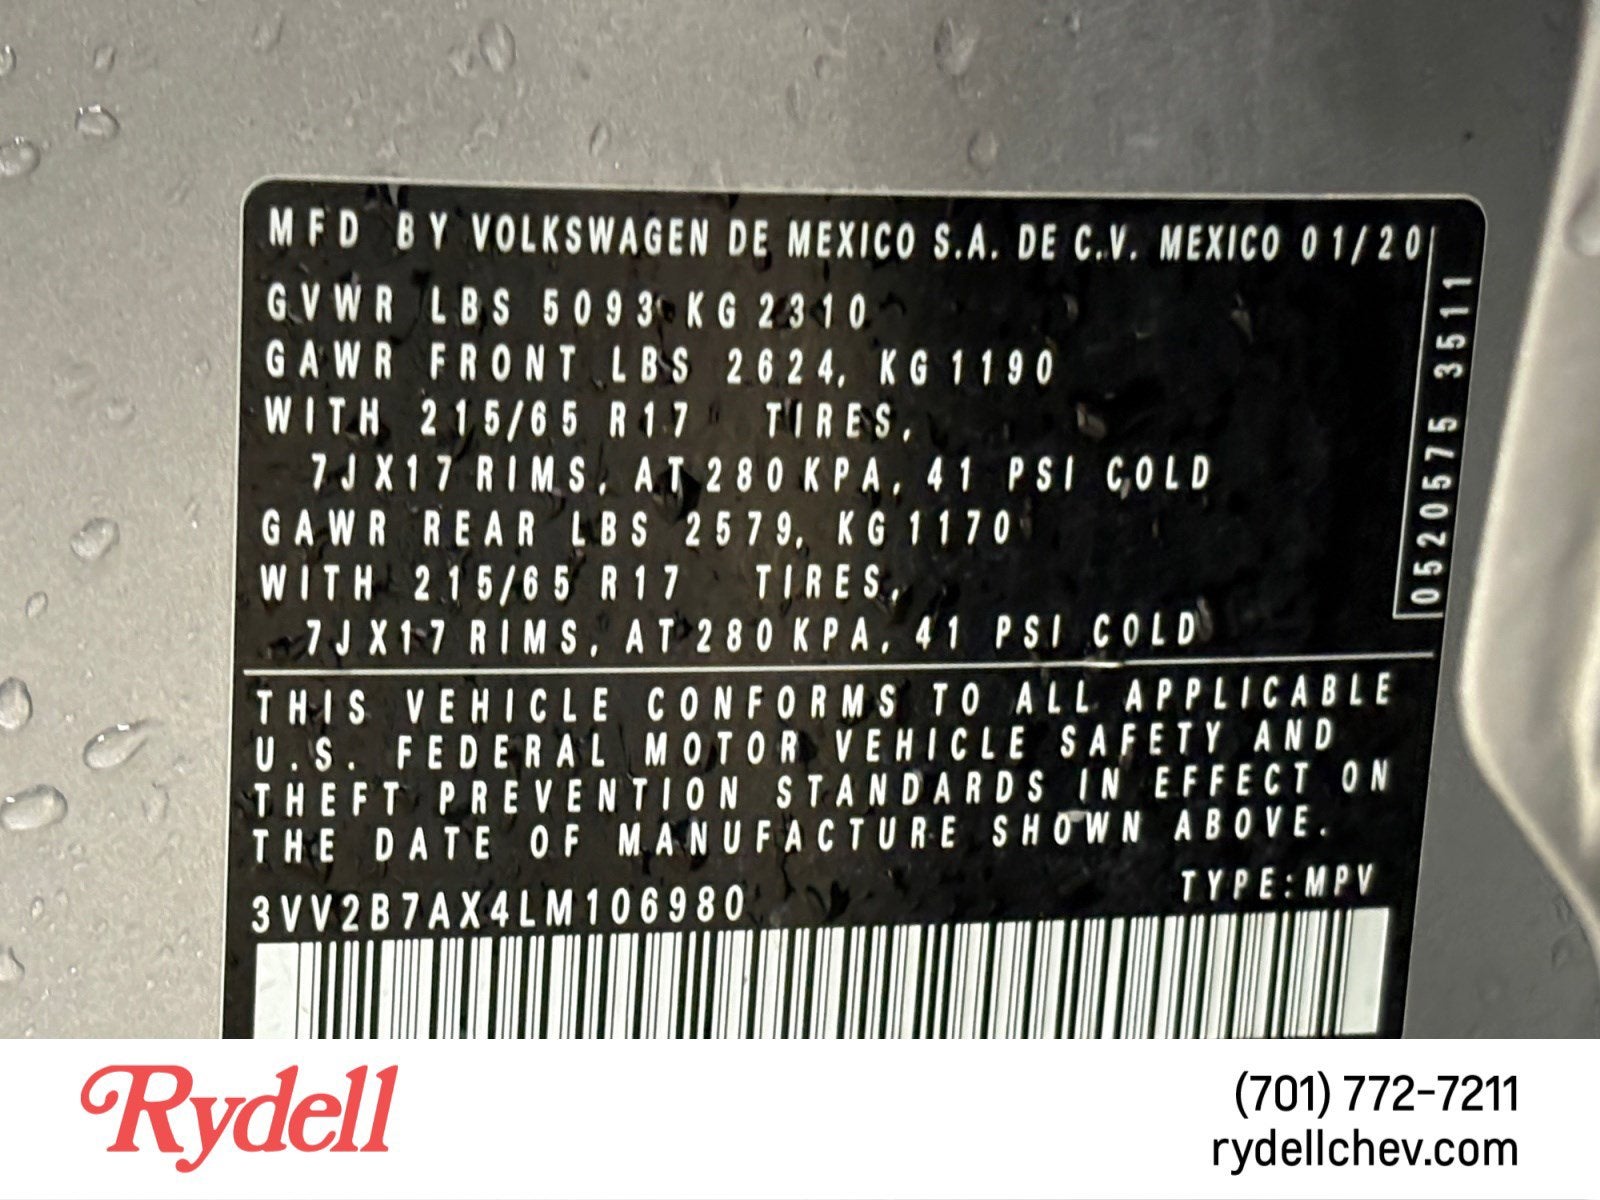 MFD BY VOLKSWAGEN DE MEXICO S.A. DE C.V. MEXICO 01/20
GVWR LBS 5093 KG 2310
GAWR FRONT LBS 2624, KG 1190
WITH 215/65 R17 TIRES,
7JX17 RIMS, AT 280 KPA, 41 PSI COLD
GAWR REAR LBS 2579, KG 1170
WITH 215/65 R17 TIRES,
7JX17 RIMS, AT 280 KPA, 41 PSI COLD
0520575 3511
THIS VEHICLE CONFORMS TO ALL APPLICABLE
U.S. FEDERAL MOTOR VEHICLE SAFETY AND
THEFT PREVENTION STANDARDS IN EFFECT ON
THE DATE OF MANUFACTURE SHOWN ABOVE.
TYPE: MPV
3VV2B7AX4LM106980
Rydell
(701) 772-7211
rydellchev.com